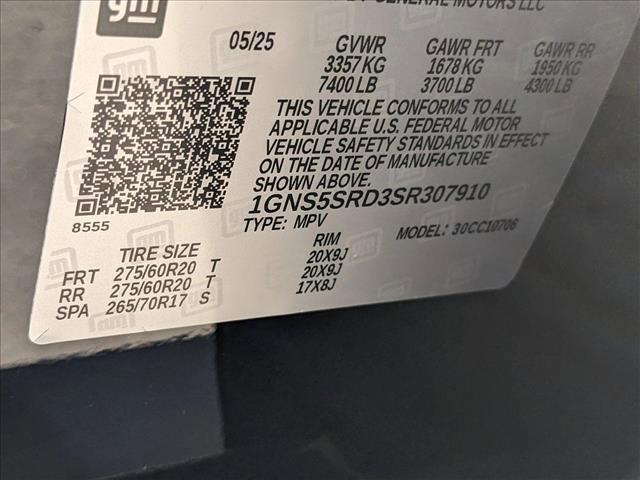 gm
GENERAL MOTORS LLC
05/25 GVWR GAWR FRT GAWR RR
3357 KG 1678 KG 1950 KG
7400 LB 3700 LB 4300 LB
THIS VEHICLE CONFORMS TO ALL
APPLICABLE U.S. FEDERAL MOTOR
VEHICLE SAFETY STANDARDS IN EFFECT
ON THE DATE OF MANUFACTURE
SHOWN ABOVE.
1GNS5SRD3SR307910
8555 TYPE: MPV MODEL: 30CC10706
TIRE SIZE RIM
FRT 275/60R20 T 20X9J
RR 275/60R20 T 20X9J
SPA 265/70R17 S 17X8J